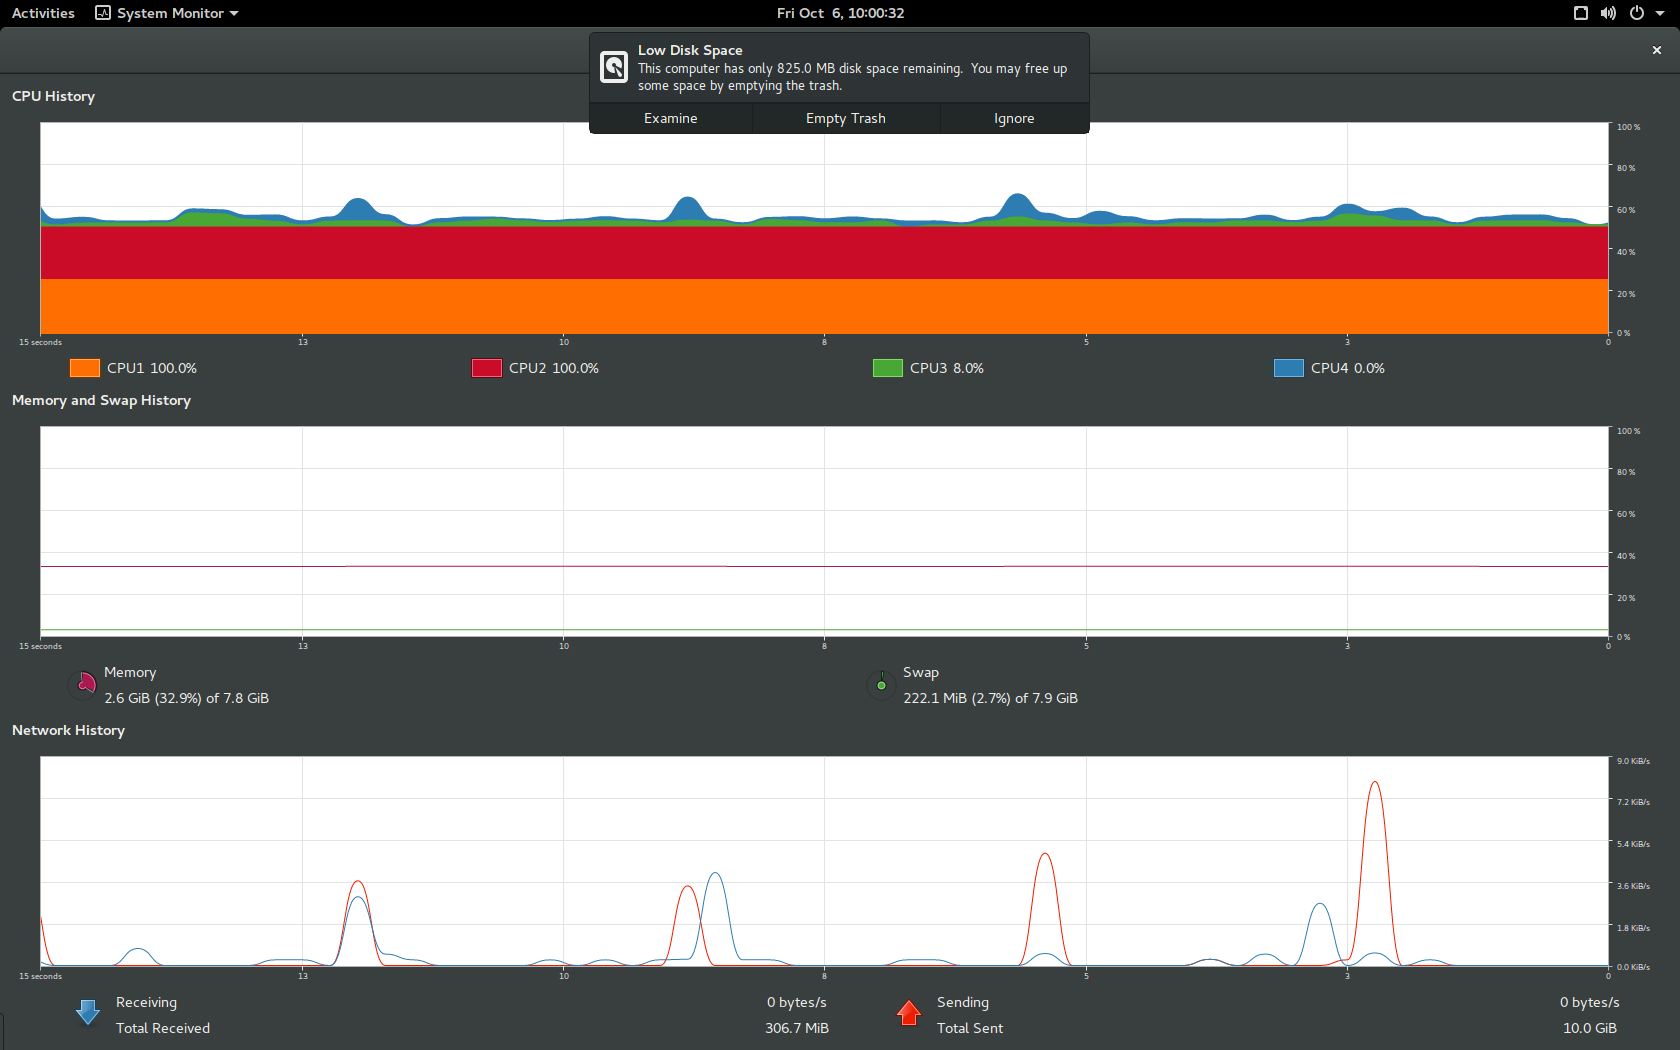 Activities System Monitor Fri Oct 6, 10:00:32
Low Disk Space
This computer has only 825.0 MB disk space remaining. You may free up
some space by emptying the trash.
Examine Empty Trash Ignore
CPU History
100 %
80 %
60 %
40 %
20 %
0 %
15 seconds 13 10 8 5 3 0
CPU1 100.0% CPU2 100.0% CPU3 8.0% CPU4 0.0%
Memory and Swap History
100 %
80 %
60 %
40 %
20 %
0 %
15 seconds 13 10 8 5 3 0
Memory Swap
2.6 GiB (32.9%) of 7.8 GiB 222.1 MiB (2.7%) of 7.9 GiB
Network History
9.0 KiB/s
7.2 KiB/s
5.4 KiB/s
3.6 KiB/s
1.8 KiB/s
0.0 KiB/s
15 seconds 13 10 8 5 3 0
Receiving 0 bytes/s Sending 0 bytes/s
Total Received 306.7 MiB Total Sent 10.0 GiB